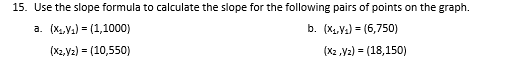 15. Use the slope formula to calculate the slope for the following pairs of points on the graph.
a. (x₁,y₁) = (1,1000) b. (x₁,y₁) = (6,750)
(x₂,y₂) = (10,550) (x₂ ,y₂) = (18,150)